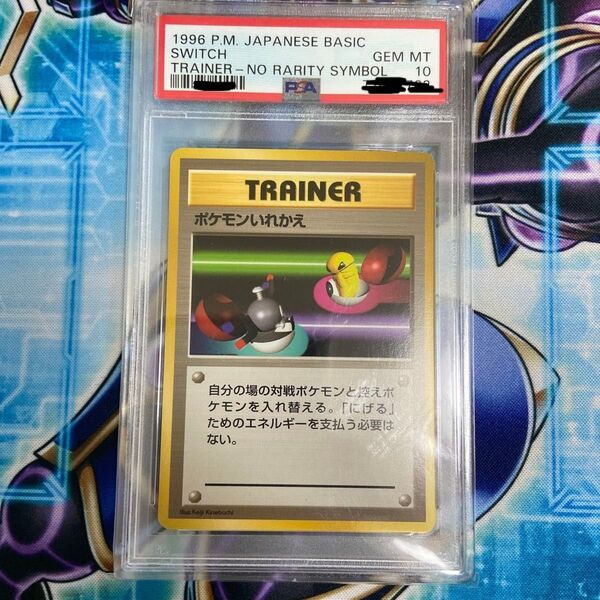 1996 P.M. JAPANESE BASIC
SWITCH GEM MT
TRAINER-NO RARITY SYMBOL 10
PSA
TRAINER
ポケモンいれかえ
自分の場の対戦ポケモンと控えポ
ケモンを入れ替える。「にげる」
ためのエネルギーを支払う必要は
ない。
Illus. Keiji Kinebuchi